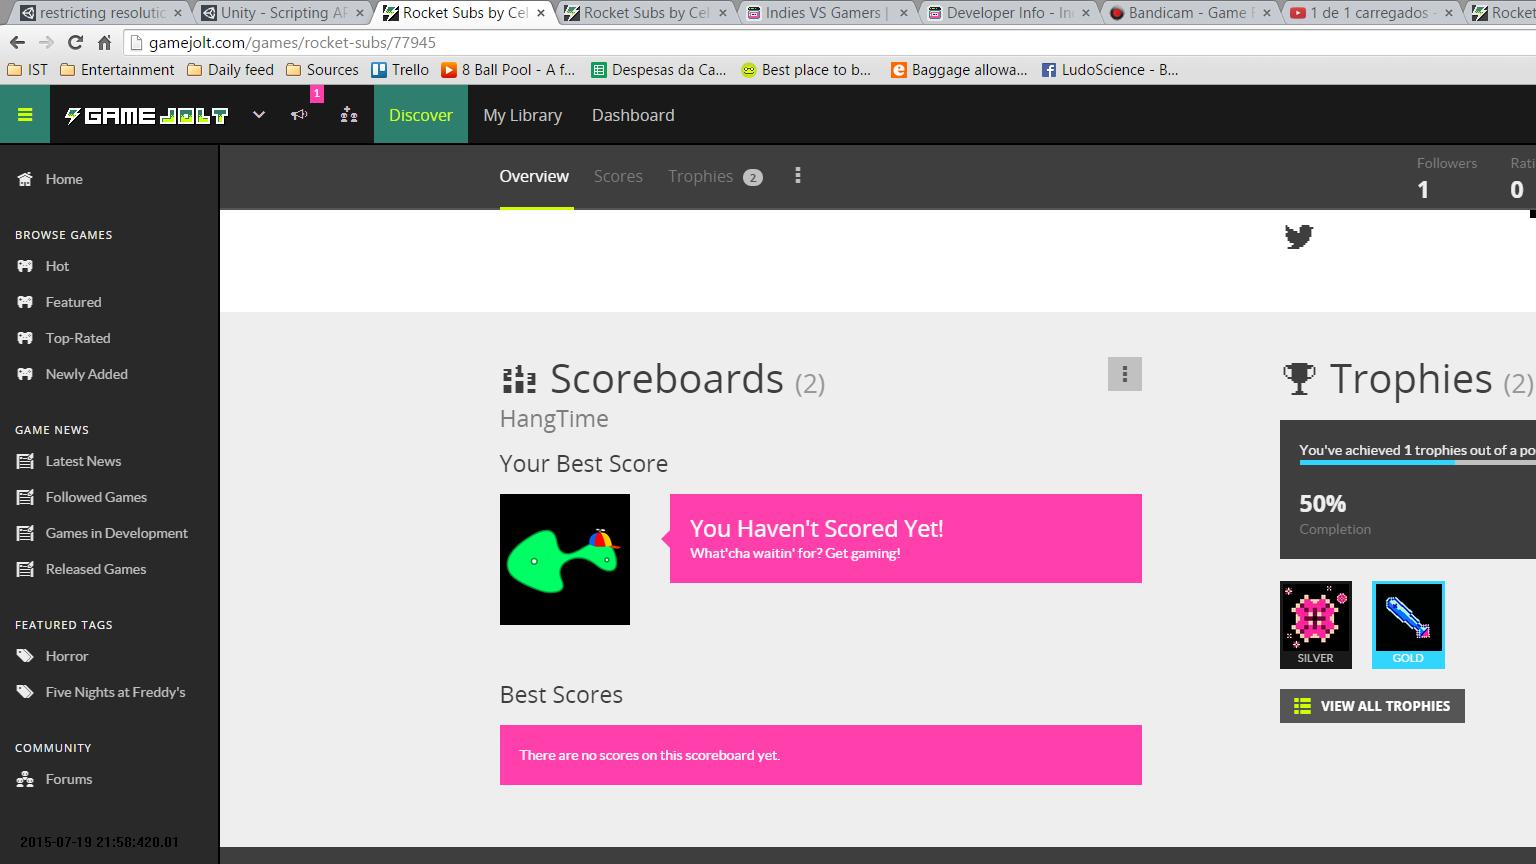 restricting resolutic
Unity - Scripting AP
Rocket Subs by Cel
Rocket Subs by Cel
Indies VS Gamers |
Developer Info - In
Bandicam - Game R
1 de 1 carregados -
Rocket
gamejolt.com/games/rocket-subs/77945
IST
Entertainment
Daily feed
Sources
Trello
8 Ball Pool - A f...
Despesas da Ca...
Best place to b...
Baggage allowa...
LudoScience - B...
GAME JOLT
1
Discover
My Library
Dashboard
Home
BROWSE GAMES
Hot
Featured
Top-Rated
Newly Added
GAME NEWS
Latest News
Followed Games
Games in Development
Released Games
FEATURED TAGS
Horror
Five Nights at Freddy's
COMMUNITY
Forums
2015-07-19 21:58:420.01
Overview
Scores
Trophies 2
Followers
1
Rati
0
Scoreboards (2)
HangTime
Your Best Score
You Haven't Scored Yet!
What'cha waitin' for? Get gaming!
Best Scores
There are no scores on this scoreboard yet.
Trophies (2)
You've achieved 1 trophies out of a po
50%
Completion
SILVER
GOLD
VIEW ALL TROPHIES